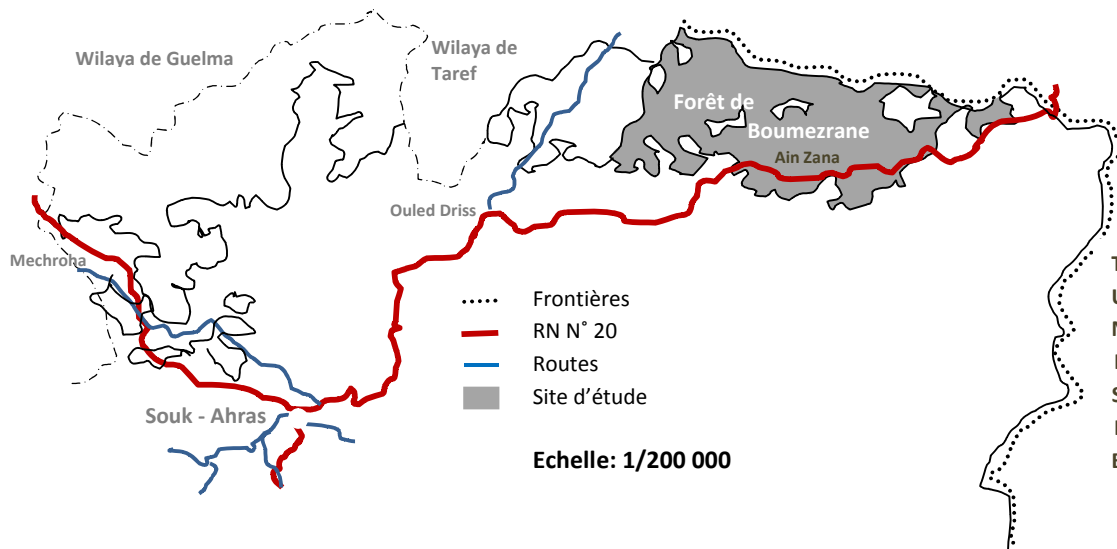 Wilaya de Guelma
Wilaya de
Taref
Forêt de
Boumezrane
Ain Zana
Ouled Driss
Mechroha
Souk - Ahras
Frontières
RN N° 20
Routes
Site d'étude
Echelle: 1/200 000
T
U
N
I
S
I
E